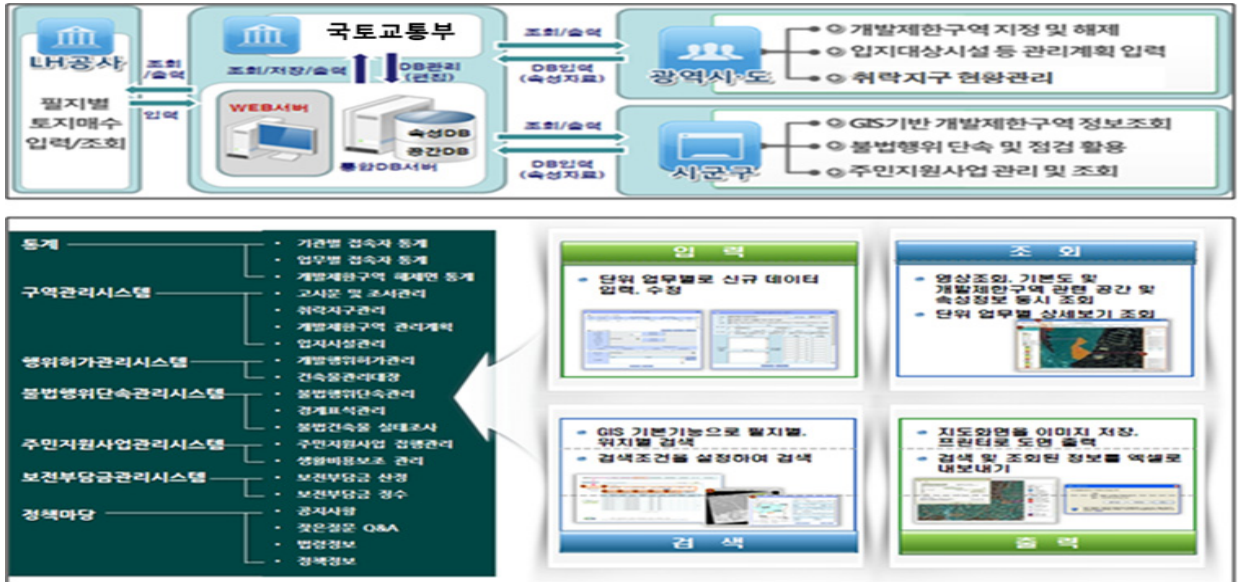 LH공사
필지별
토지매수
입력/조회
조회
/출력
입력
국토교통부
조회/저장/출력
DB관리
(편집)
WEB서버
속성DB
공간DB
통합DB서버
조회/출력
DB입력
(속성자료)
조회/출력
DB입력
(속성자료)
광역시·도
개발제한구역 지정 및 해제
입지대상시설 등 관리계획 입력
취락지구 현황관리
시군구
GIS기반 개발제한구역 정보조회
불법행위 단속 및 점검 활용
주민지원사업 관리 및 조회
통계
• 기관별 접속자 통계
• 업무별 접속자 통계
• 개발제한구역 해제면 통계
구역관리시스템
• 고시문 및 조서관리
• 취락지구관리
• 개발제한구역 관리계획
• 입지시설관리
행위허가관리시스템
• 개발행위허가관리
• 건축물관리대장
불법행위단속관리시스템
• 불법행위단속관리
• 경계표석관리
• 불법건축물 실태조사
주민지원사업관리시스템
• 주민지원사업 집행관리
• 생활비용보조 관리
보전부담금관리시스템
• 보전부담금 산정
• 보전부담금 징수
정책마당
• 공지사항
• 잦은질문 Q&A
• 법령정보
• 정책정보
입 력
• 단위 업무별로 신규 데이터
입력. 수정
조 회
• 영상조회. 기본도 및
개발제한구역 관련 공간 및
속성정보 동시 조회
• 단위 업무별 상세보기 조회
• GIS 기본기능으로 필지별.
위치별 검색
• 검색조건을 설정하여 검색
검 색
• 지도화면을 이미지 저장.
프린터로 도면 출력
• 검색 및 조회된 정보를 엑셀로
내보내기
출 력